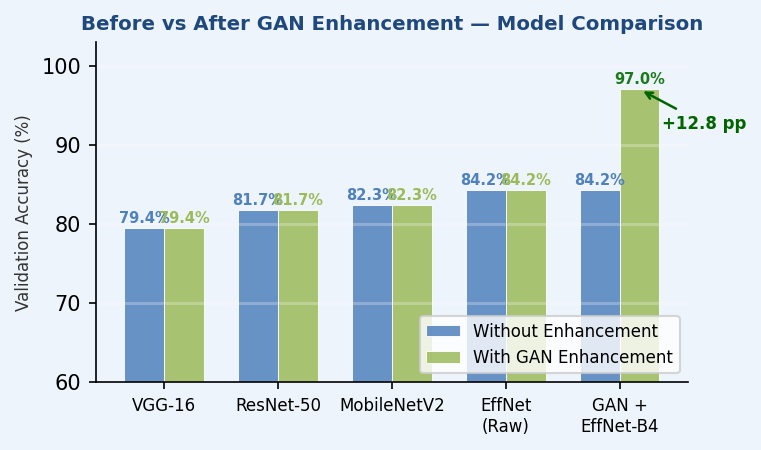 Before vs After GAN Enhancement — Model Comparison
Validation Accuracy (%)
100
90
80
70
60
79.4%
79.4%
81.7%
81.7%
82.3%
82.3%
84.2%
84.2%
84.2%
97.0%
+12.8 pp
Without Enhancement
With GAN Enhancement
VGG-16
ResNet-50
MobileNetV2
EffNet
(Raw)
GAN +
EffNet-B4